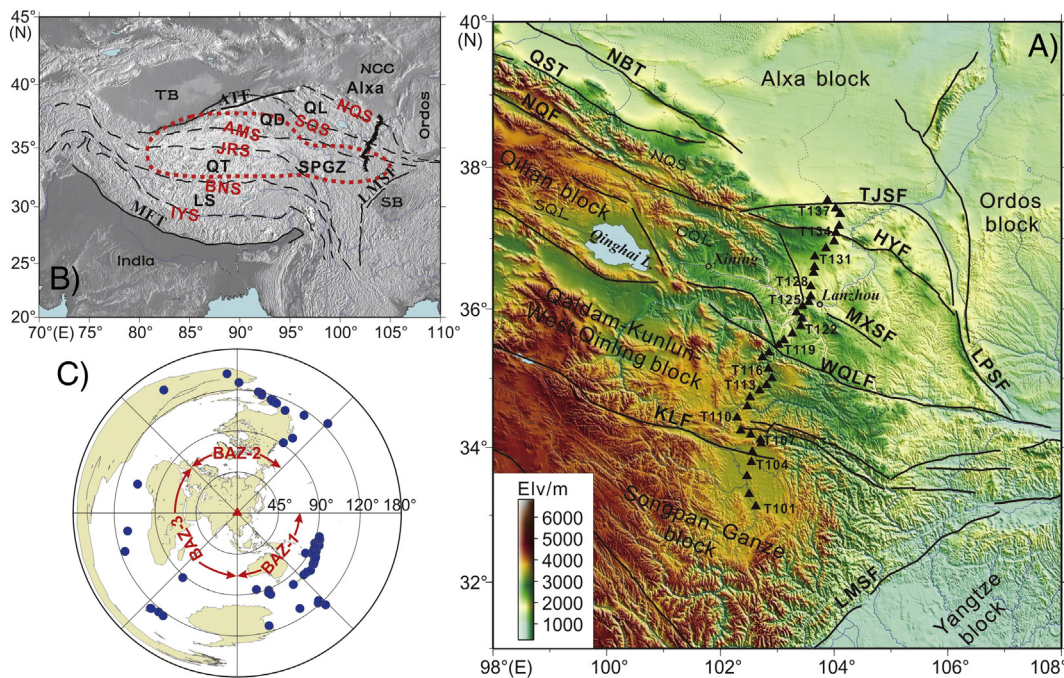 45°
(N)
40°
35°
30°
25°
20°
70°(E)
75°
80°
85°
90°
95°
100°
105°
110°
B)
TB
ATF
NCC
Alxa
Ordos
QL
NQS
QD
SQS
AMS
JRS
QT
SPGZ
BNS
LS
LMSF
SB
IYS
MFT
India
C)
BAZ-2
BAZ-3
BAZ-1
45°
90°
120°
180°
A)
40°
(N)
38°
36°
34°
32°
98°(E)
100°
102°
104°
106°
108°
NBT
QST
NQF
Alxa block
NQS
Qilian block
SQL
CQL
Qinghai L
Xining
TJSF
T137
T134
HYF
T131
T128
T125
Lanzhou
T122
MXSF
T119
Ordos
block
LPSF
Qaidam-Kunlun-
West Qinling block
T116
T113
WQLF
T110
KLF
T107
T104
T101
Songpan-Ganze
block
LMSF
Yangtze
block
Elv/m
6000
5000
4000
3000
2000
1000